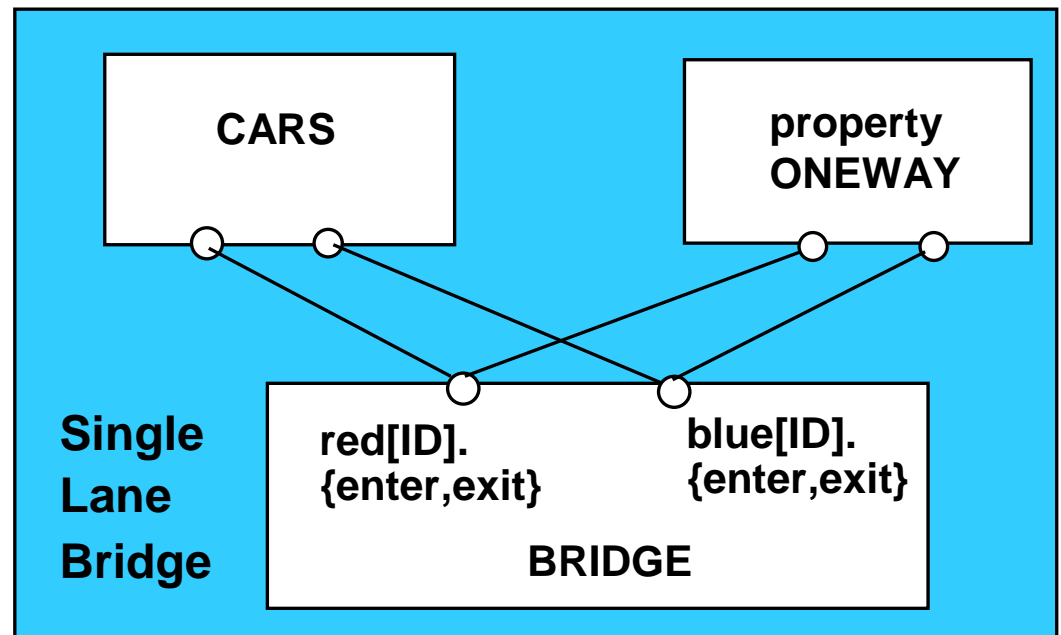 CARS
property
ONEWAY
Single
Lane
Bridge
red[ID].
{enter,exit}
blue[ID].
{enter,exit}
BRIDGE